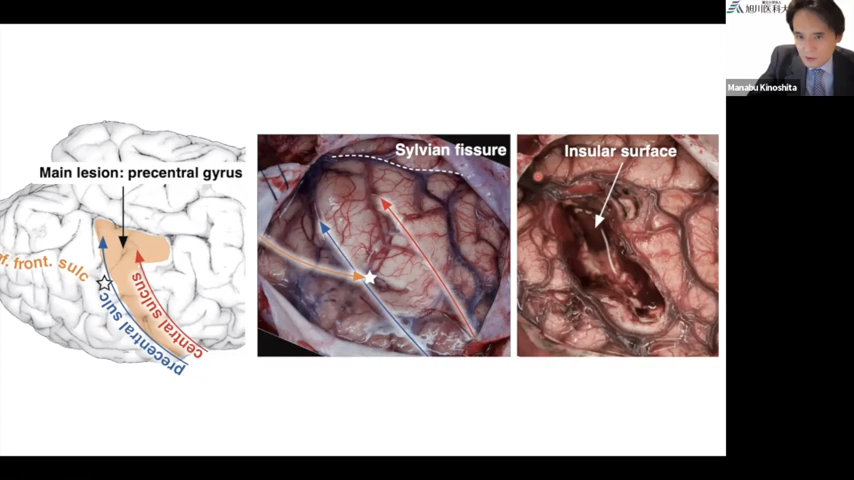 旭川医科大
Manabu Kinoshita
Main lesion: precentral gyrus
f. front. sulc
precentral sulc
central sulcus
Sylvian fissure
Insular surface